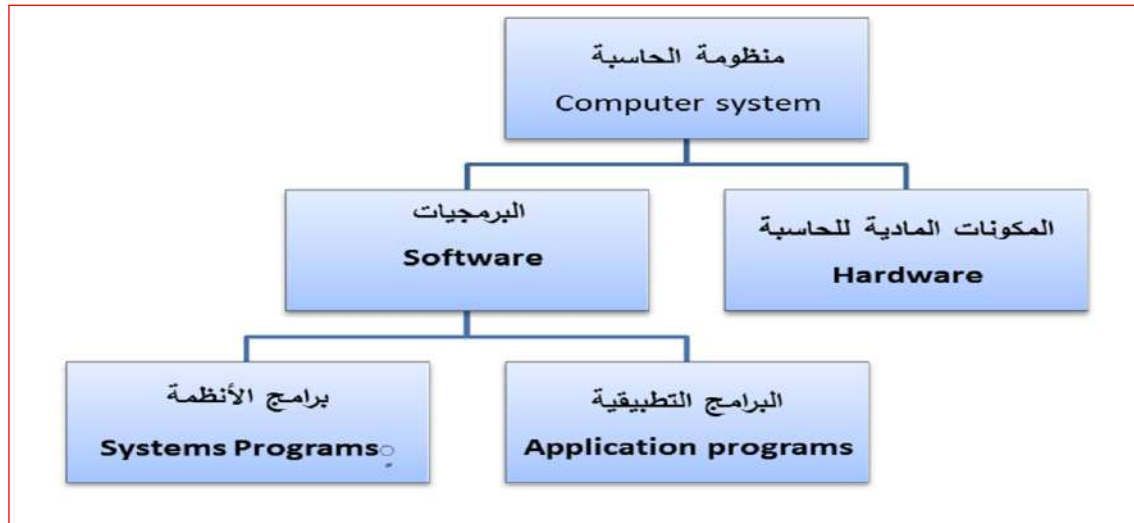 منظومة الحاسبة
Computer system
المكونات المادية للحاسبة
Hardware
البرمجيات
Software
البرامج التطبيقية
Application programs
برامج الأنظمة
Systems Programs